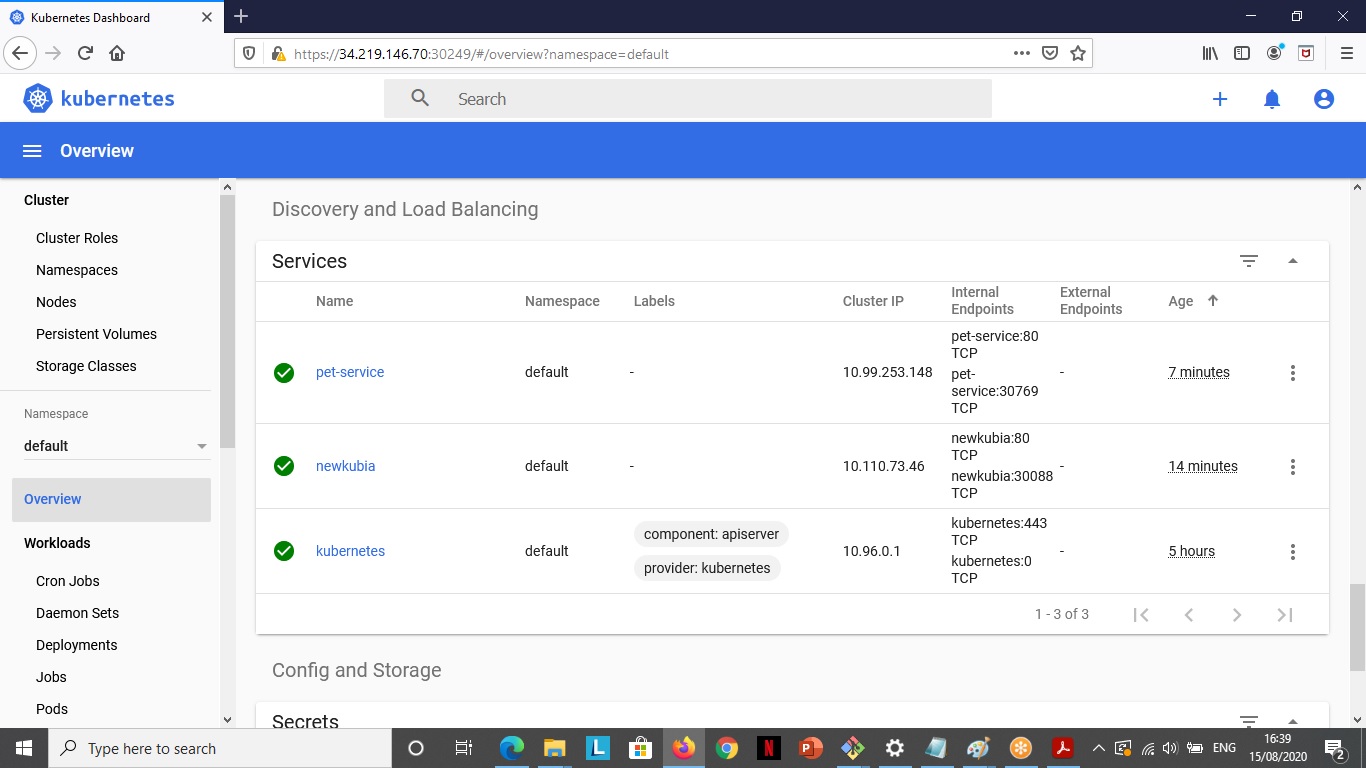 Kubernetes Dashboard
https://34.219.146.70:30249/#/overview?namespace=default
kubernetes
Search
Overview
Cluster
Cluster Roles
Namespaces
Nodes
Persistent Volumes
Storage Classes
Namespace
default
Overview
Workloads
Cron Jobs
Daemon Sets
Deployments
Jobs
Pods
Discovery and Load Balancing
Services
Name Namespace Labels Cluster IP Internal Endpoints External Endpoints Age
pet-service default - 10.99.253.148 pet-service:80 TCP pet-service:30769 TCP - 7 minutes
newkubia default - 10.110.73.46 newkubia:80 TCP newkubia:30088 TCP - 14 minutes
kubernetes default component: apiserver provider: kubernetes 10.96.0.1 kubernetes:443 TCP kubernetes:0 TCP - 5 hours
1 - 3 of 3
Config and Storage
Secrets
Type here to search
L
N
P
ENG
16:39
15/08/2020
2